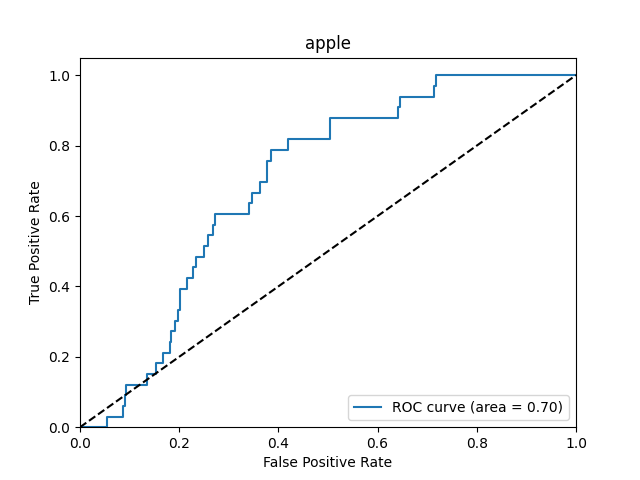 apple
1.0
0.8
0.6
0.4
0.2
0.0
True Positive Rate
ROC curve (area = 0.70)
0.0 0.2 0.4 0.6 0.8 1.0
False Positive Rate